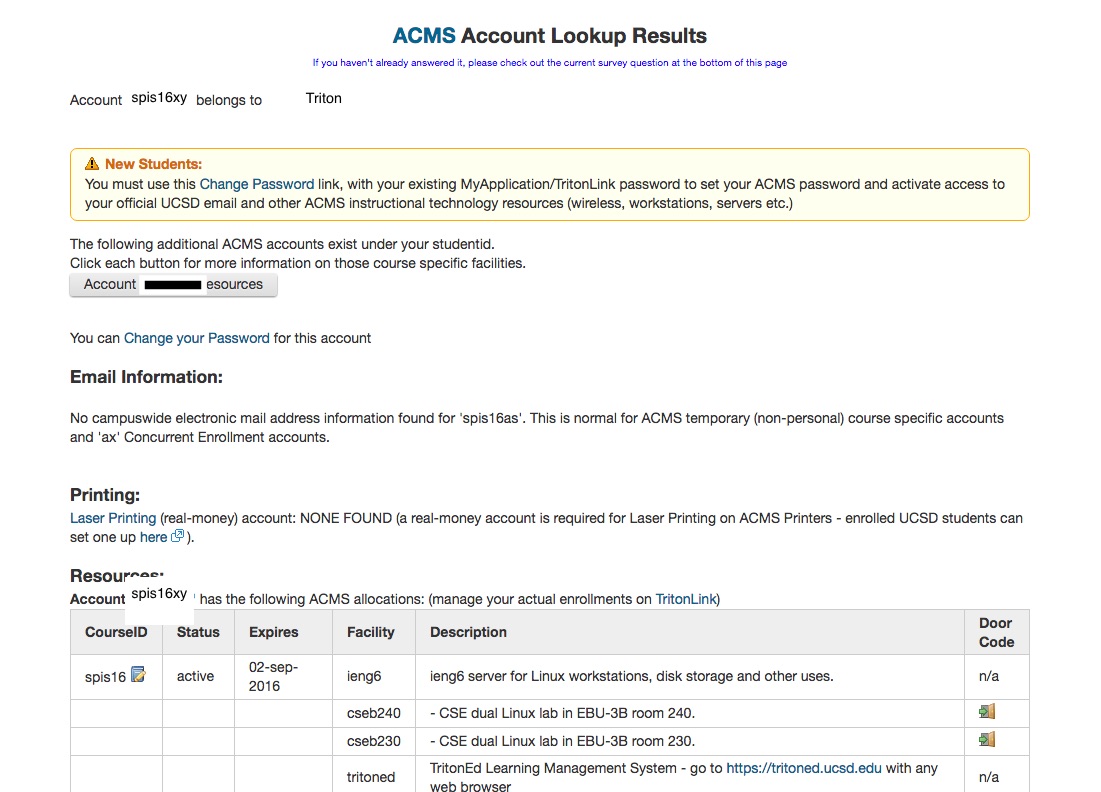 ACMS Account Lookup Results
If you haven't already answered it, please check out the current survey question at the bottom of this page
Account spis16xy belongs to Triton
New Students:
You must use this Change Password link, with your existing MyApplication/TritonLink password to set your ACMS password and activate access to
your official UCSD email and other ACMS instructional technology resources (wireless, workstations, servers etc.)
The following additional ACMS accounts exist under your studentid.
Click each button for more information on those course specific facilities.
Account esources
You can Change your Password for this account
Email Information:
No campuswide electronic mail address information found for 'spis16as'. This is normal for ACMS temporary (non-personal) course specific accounts
and 'ax' Concurrent Enrollment accounts.
Printing:
Laser Printing (real-money) account: NONE FOUND (a real-money account is required for Laser Printing on ACMS Printers - enrolled UCSD students can
set one up here ).
Resources:
Account spis16xy has the following ACMS allocations: (manage your actual enrollments on TritonLink)
CourseID Status Expires Facility Description Door Code
spis16 active 02-sep-2016 ieng6 ieng6 server for Linux workstations, disk storage and other uses. n/a
cseb240 - CSE dual Linux lab in EBU-3B room 240.
cseb230 - CSE dual Linux lab in EBU-3B room 230.
tritoned TritonEd Learning Management System - go to https://tritoned.ucsd.edu with any web browser n/a